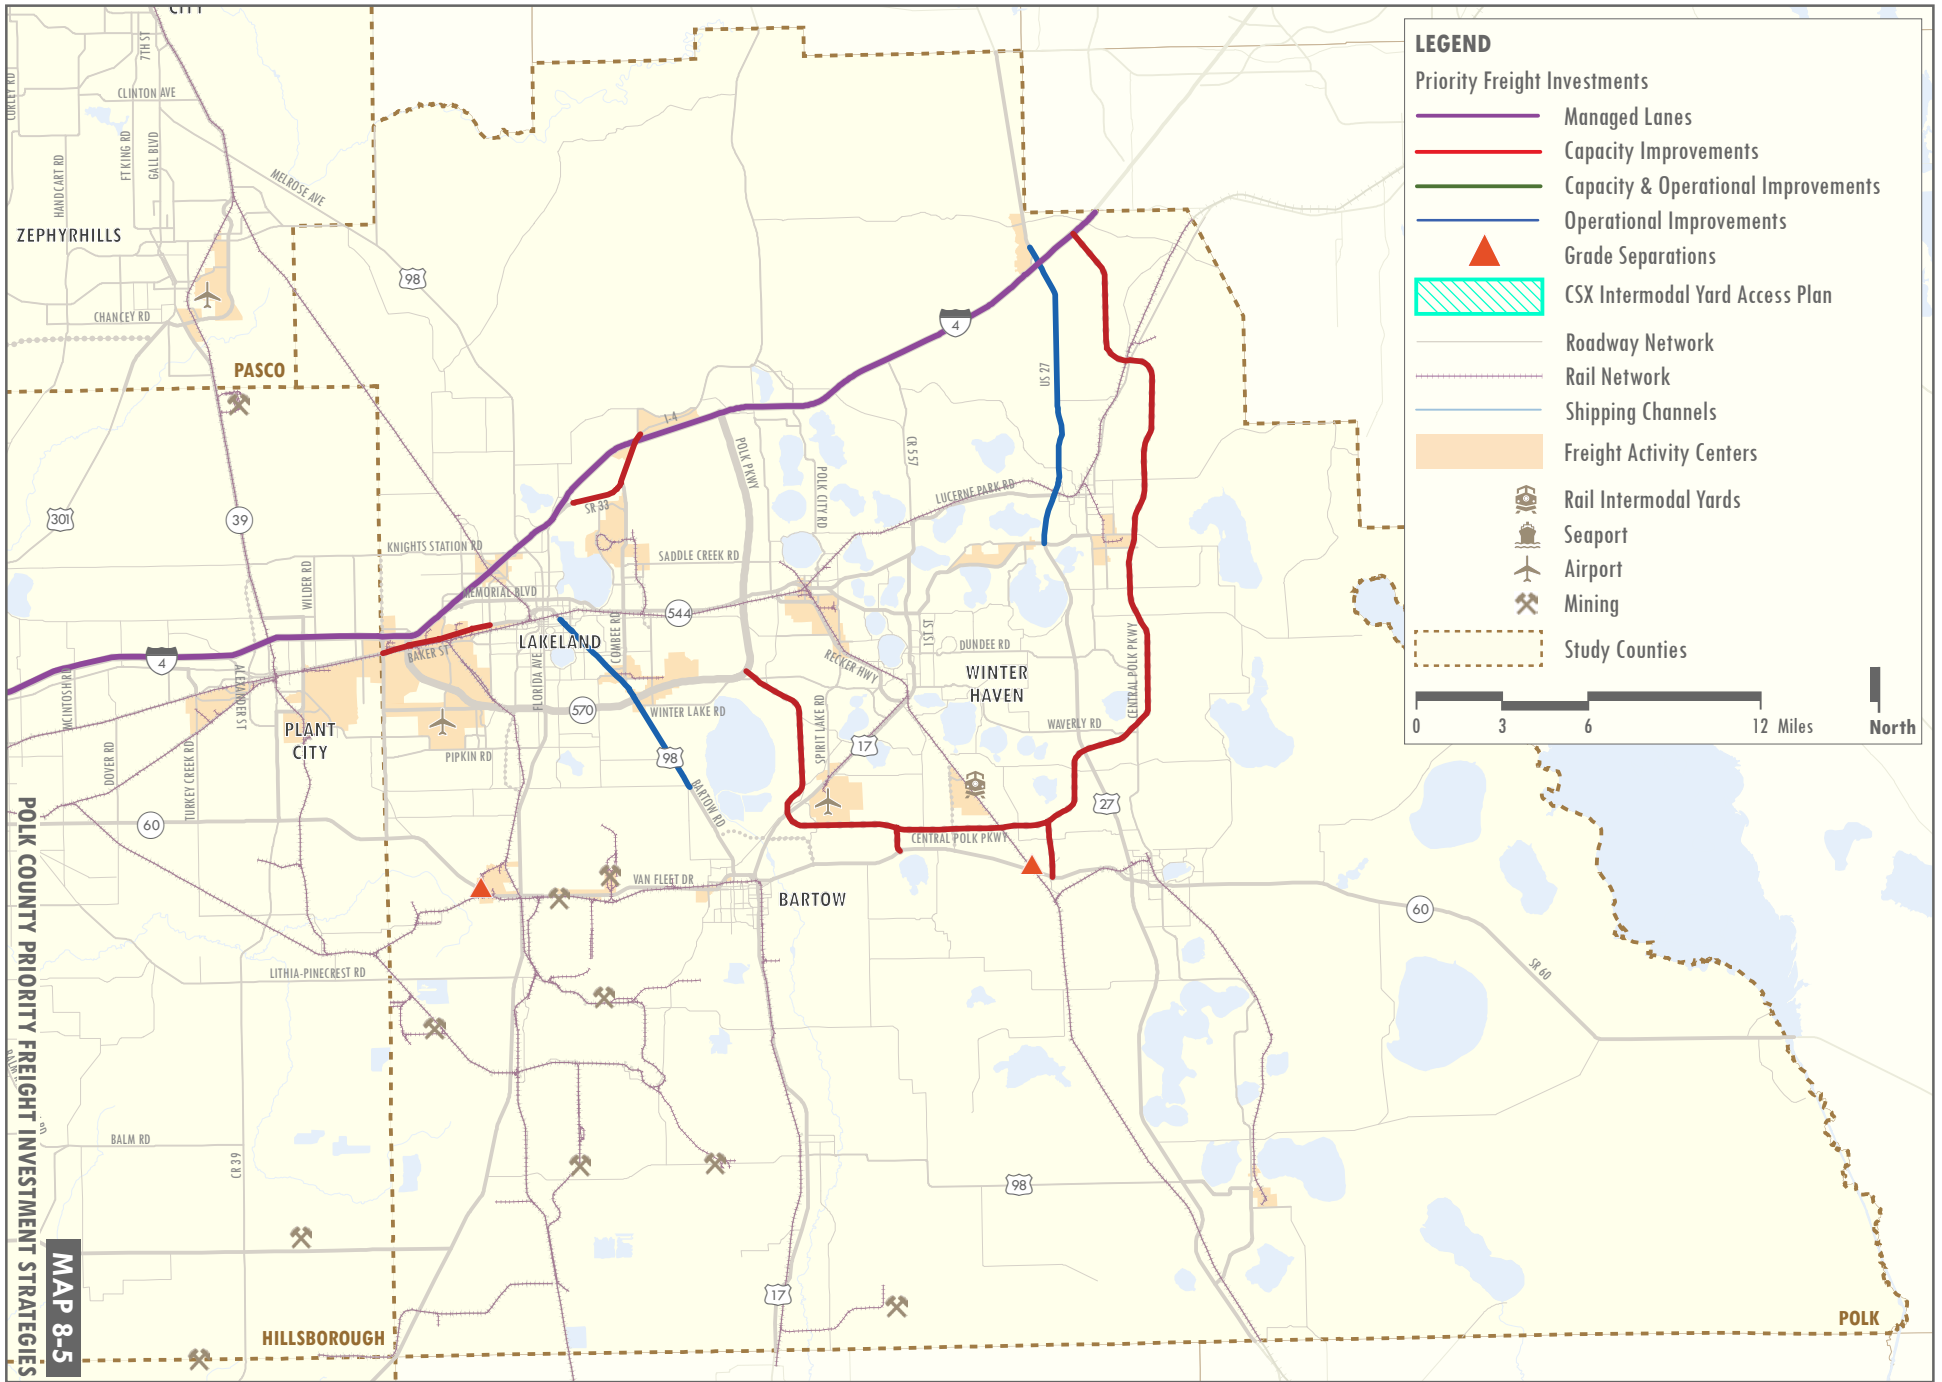 CITY
7TH ST
CURLEY RD
CLINTON AVE
FT KING RD
GALL BLVD
HANDCART RD
MELROSE AVE
ZEPHYRHILLS
98
CHANCEY RD
PASCO
301
39
KNIGHTS STATION RD
WILDER RD
MEMORIAL BLVD
I-4
SR 33
SADDLE CREEK RD
POLK PKWY
POLK CITY RD
CR 557
LUCERNE PARK RD
US 27
4
544
LAKELAND
COMBEE RD
BAKER ST
FLORIDA AVE
1ST ST
DUNDEE RD
RECKER HWY
WINTER
HAVEN
CENTRAL POLK PKWY
4
MCINTOSH RD
ALEXANDER ST
PLANT
CITY
570
WINTER LAKE RD
SPIRIT LAKE RD
WAVERLY RD
17
PIPKIN RD
98
BARTOW RD
DOVER RD
TURKEY CREEK RD
27
60
CENTRAL POLK PKWY
VAN FLEET DR
BARTOW
60
SR 60
LITHIA-PINECREST RD
BALM RD
CR 39
98
17
HILLSBOROUGH
POLK
POLK COUNTY PRIORITY FREIGHT INVESTMENT STRATEGIES
MAP 8-5
LEGEND
Priority Freight Investments
Managed Lanes
Capacity Improvements
Capacity & Operational Improvements
Operational Improvements
Grade Separations
CSX Intermodal Yard Access Plan
Roadway Network
Rail Network
Shipping Channels
Freight Activity Centers
Rail Intermodal Yards
Seaport
Airport
Mining
Study Counties
0 3 6 12 Miles
North